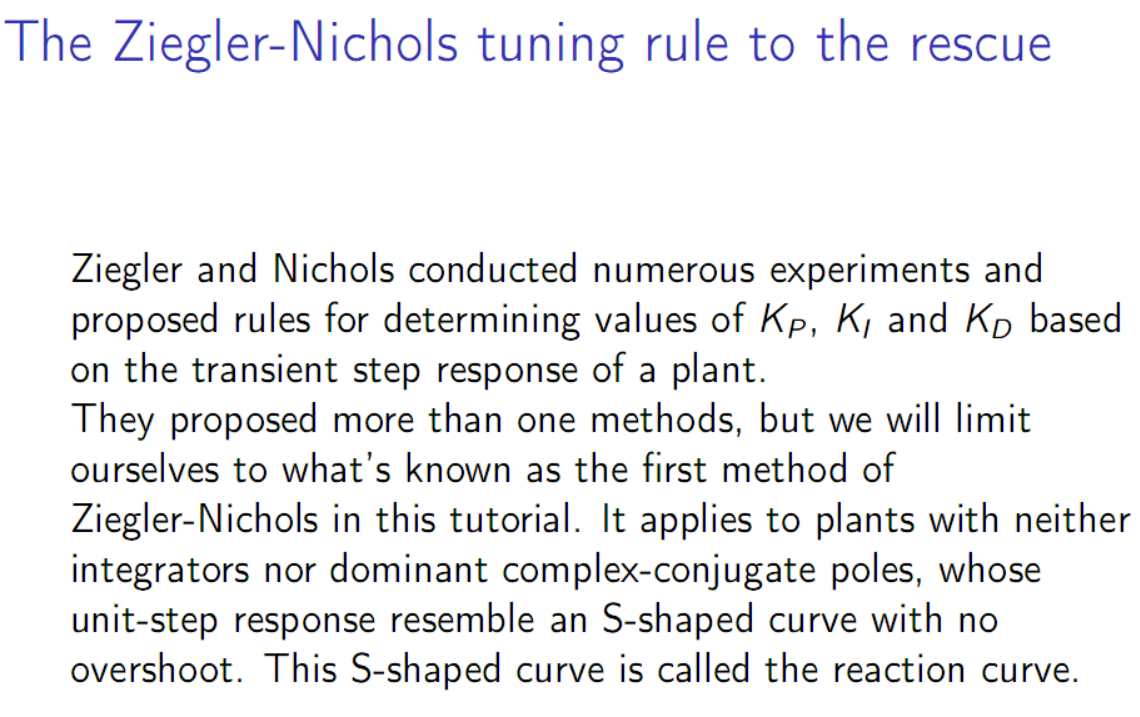 The Ziegler-Nichols tuning rule to the rescue
Ziegler and Nichols conducted numerous experiments and
proposed rules for determining values of K_P, K_I and K_D based
on the transient step response of a plant.
They proposed more than one methods, but we will limit
ourselves to what's known as the first method of
Ziegler-Nichols in this tutorial. It applies to plants with neither
integrators nor dominant complex-conjugate poles, whose
unit-step response resemble an S-shaped curve with no
overshoot. This S-shaped curve is called the reaction curve.